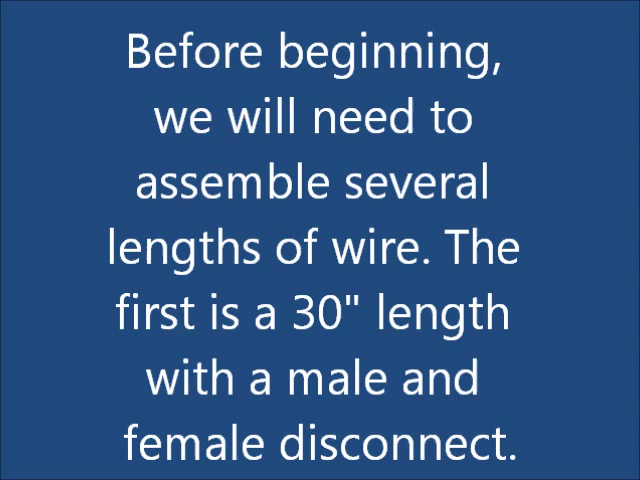 Before beginning,
we will need to
assemble several
lengths of wire. The
first is a 30" length
with a male and
female disconnect.